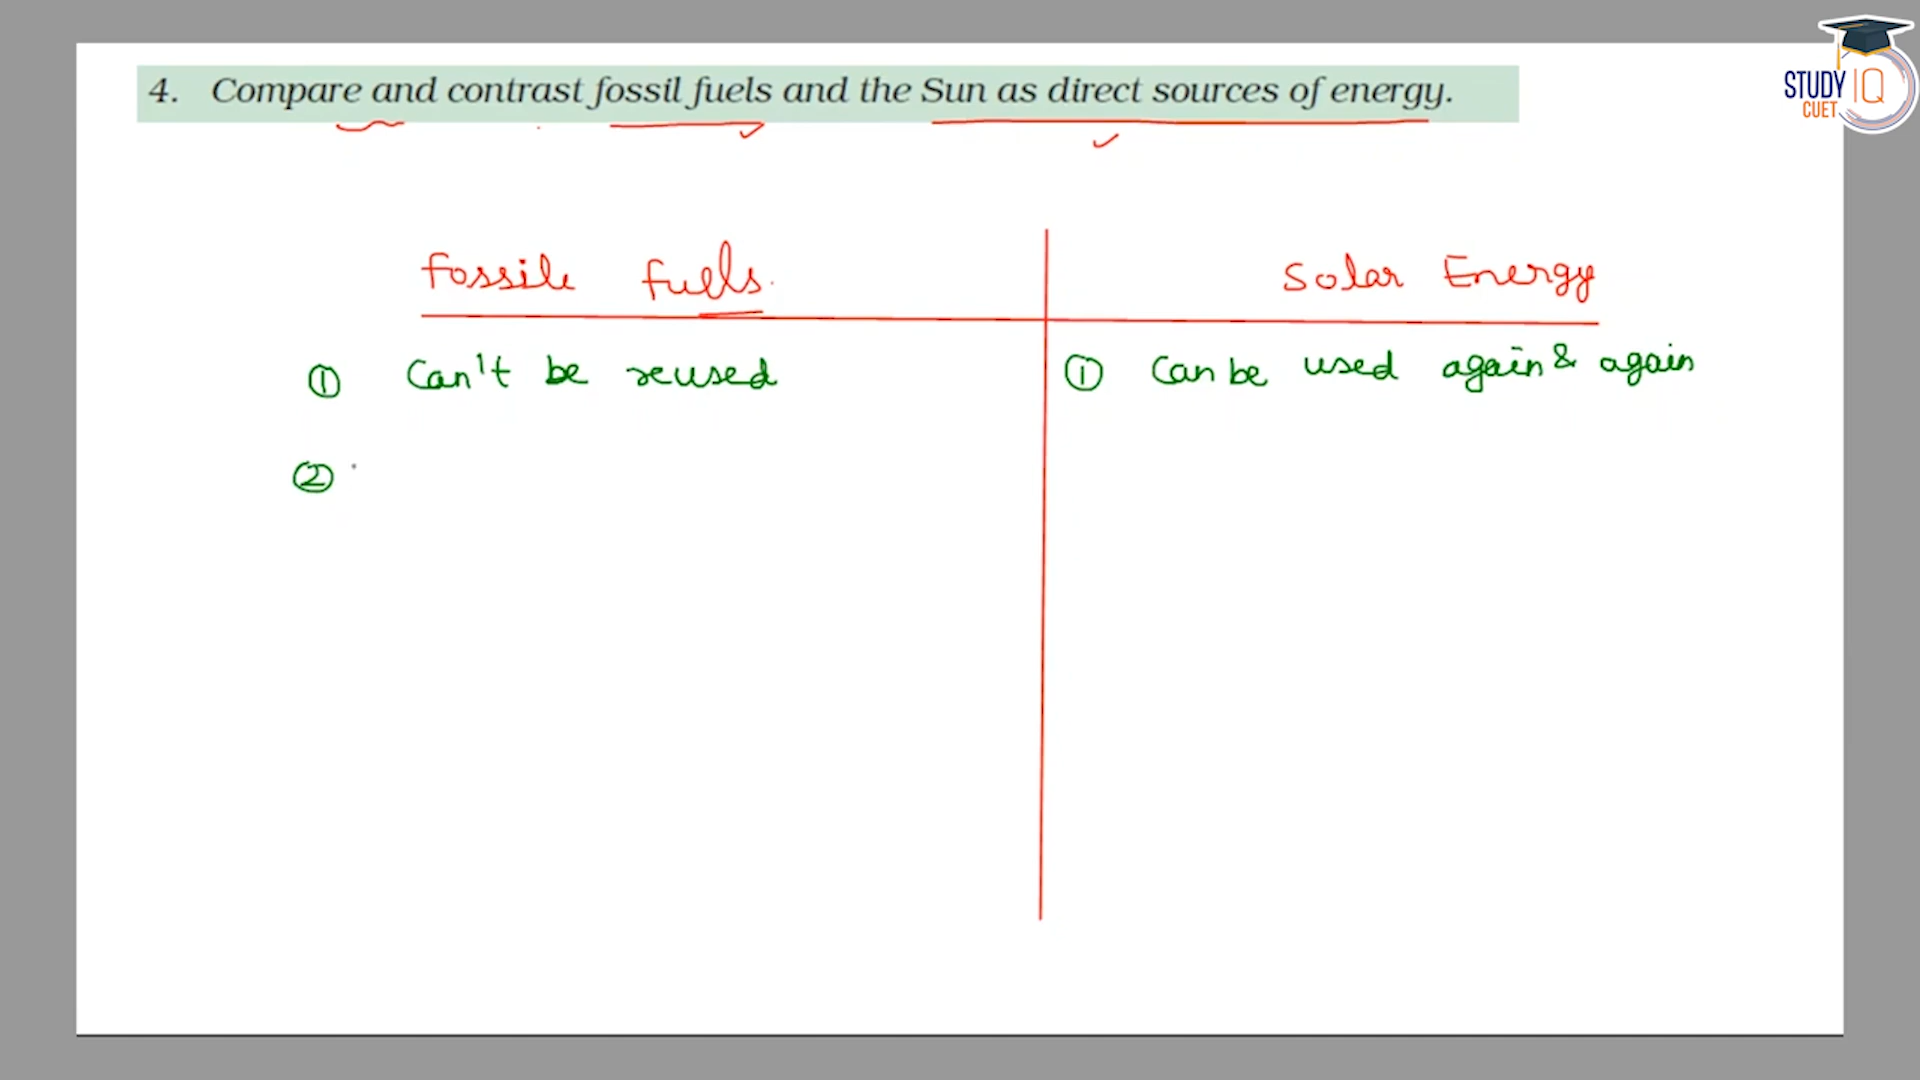 STUDY IQ
CUET
4. Compare and contrast fossil fuels and the Sun as direct sources of energy.
Fossile Fuels.
Solar Energy
① Can't be reused
① Can be used again & again
②